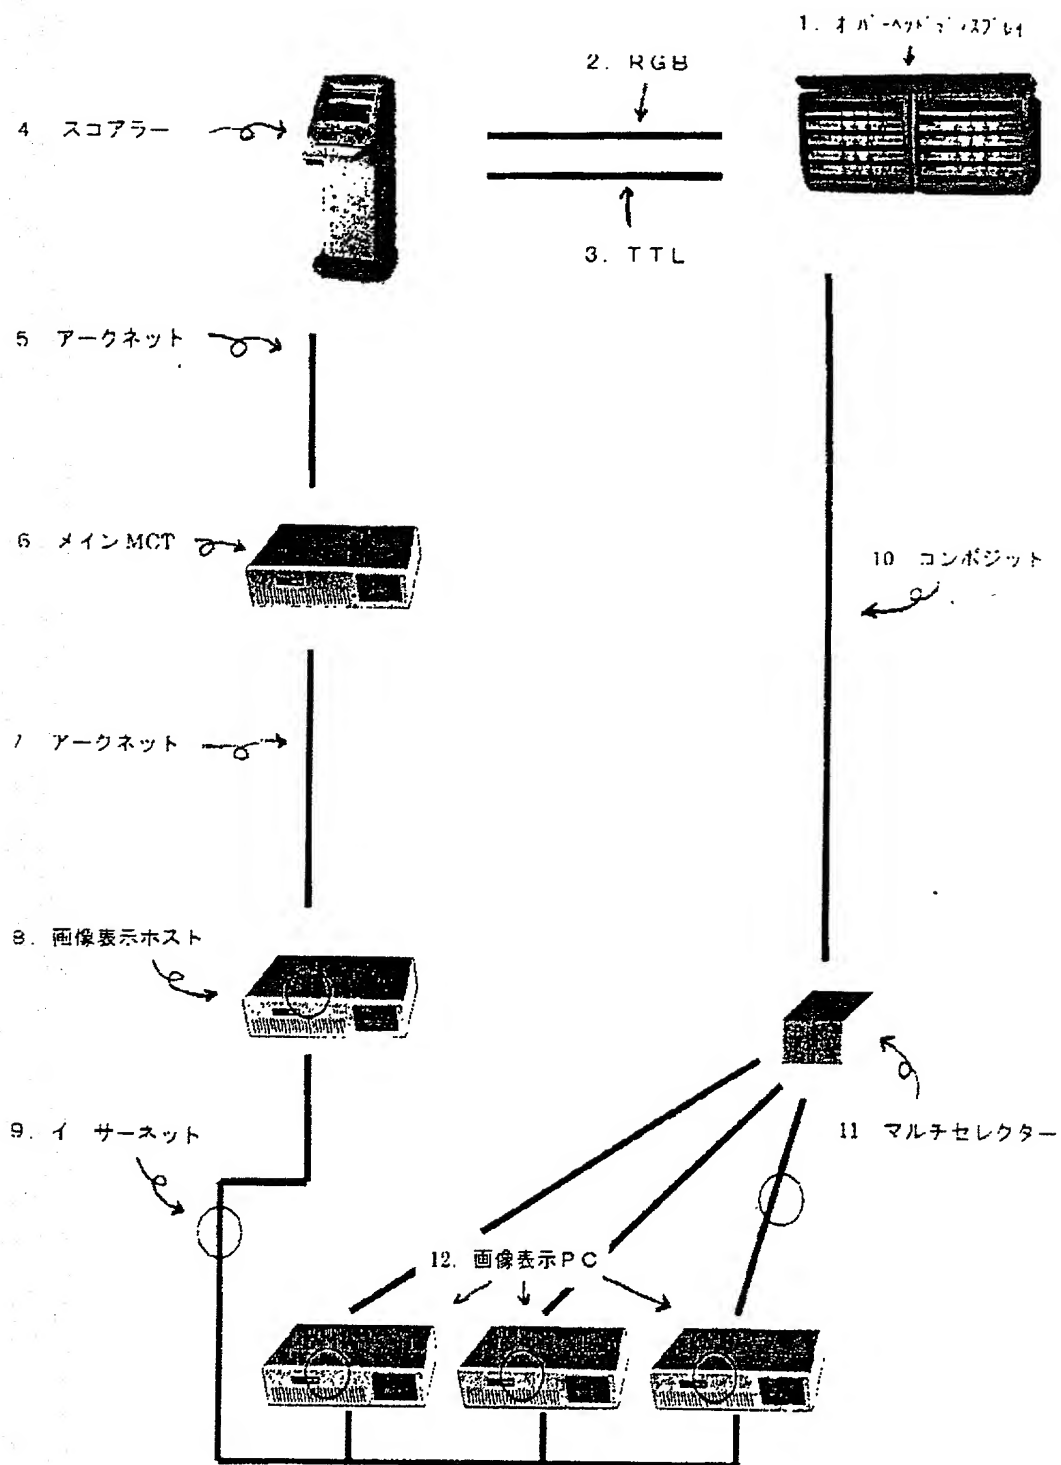 1. オバーヘッドディスプレイ
2. RGB
4 スコアラー
3. TTL
5 アークネット
6 メインMCT
10 コンポジット
7 アークネット
8. 画像表示ホスト
9. イ サーネット
11 マルチセレクター
12. 画像表示PC